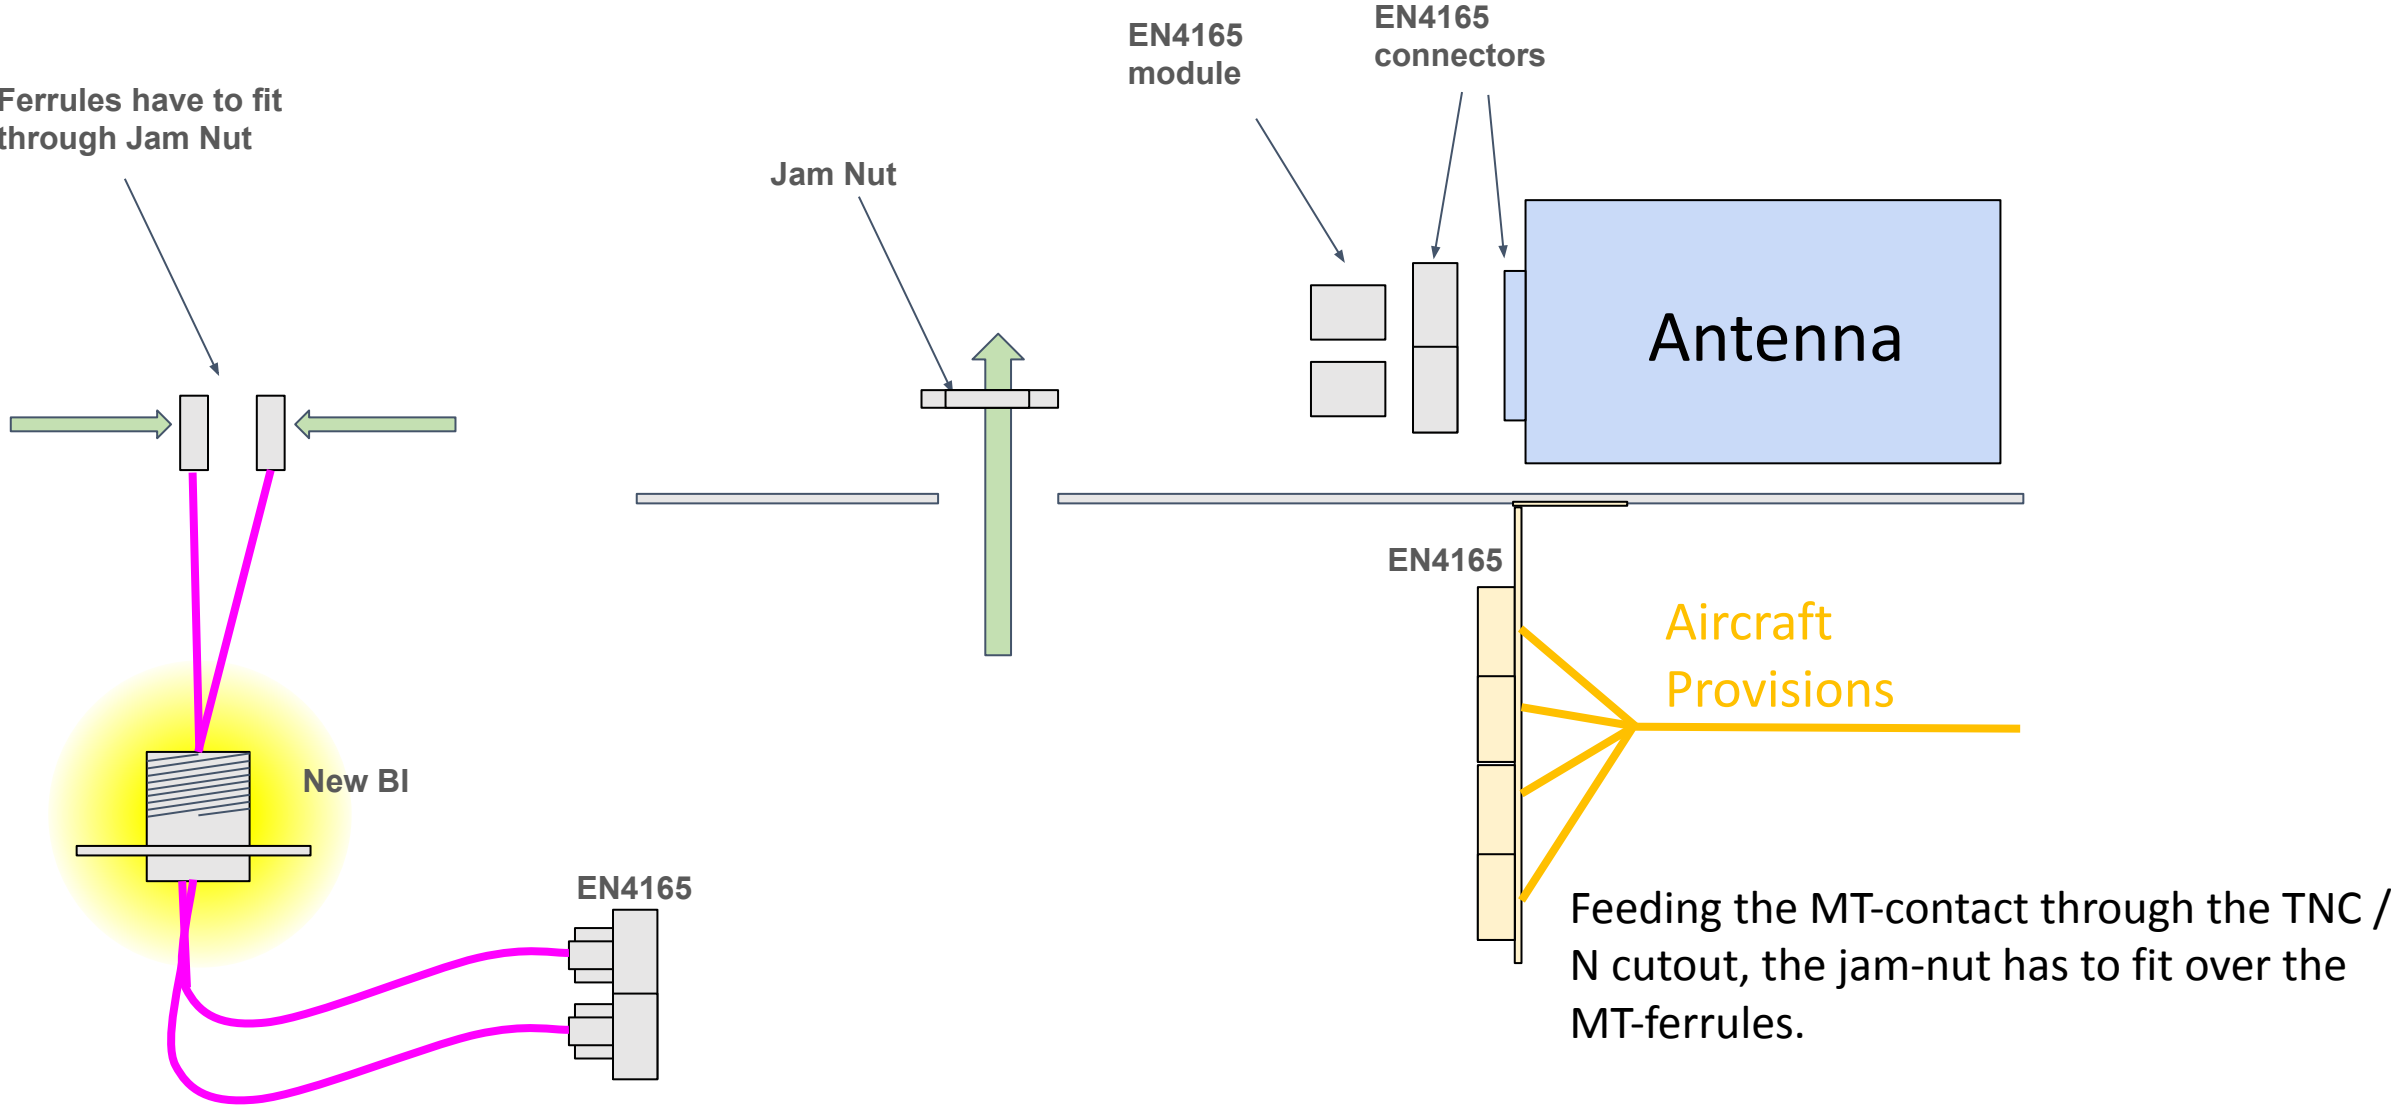 EN4165
module
EN4165
connectors
Ferrules have to fit
through Jam Nut
Jam Nut
Antenna
EN4165
Aircraft
Provisions
New BI
EN4165
Feeding the MT-contact through the TNC /
N cutout, the jam-nut has to fit over the
MT-ferrules.